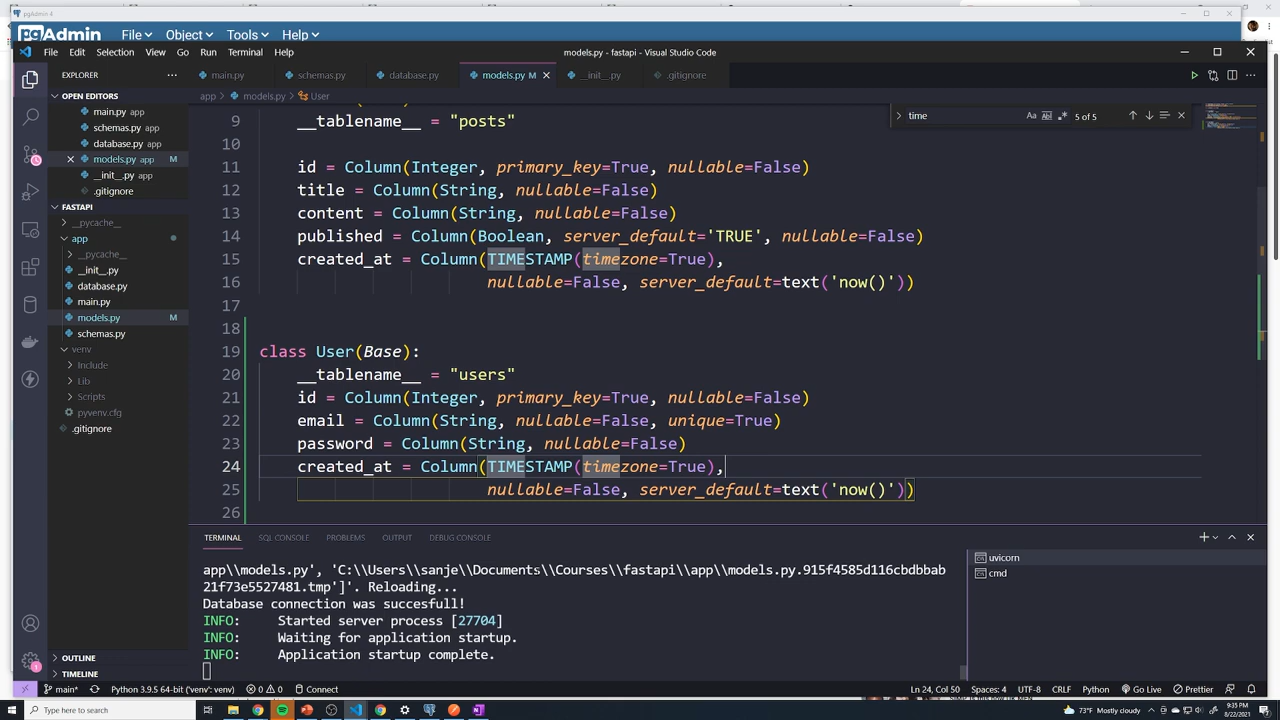 pgAdmin 4
pgAdmin File Object Tools Help
File Edit Selection View Go Run Terminal Help
models.py - fastapi - Visual Studio Code
EXPLORER
main.py schemas.py database.py models.py M __init__.py .gitignore
OPEN EDITORS
app > models.py > User
main.py app
schemas.py app
database.py app
models.py app M
__init__.py app
.gitignore
FASTAPI
__pycache__
app
__pycache__
__init__.py
database.py
main.py
models.py M
schemas.py
venv
Include
Lib
Scripts
pyvenv.cfg
.gitignore
OUTLINE
TIMELINE
time Aa ab 5 of 5
9 __tablename__ = "posts"
10
11 id = Column(Integer, primary_key=True, nullable=False)
12 title = Column(String, nullable=False)
13 content = Column(String, nullable=False)
14 published = Column(Boolean, server_default='TRUE', nullable=False)
15 created_at = Column(TIMESTAMP(timezone=True),
16 nullable=False, server_default=text('now()'))
17
18
19 class User(Base):
20 __tablename__ = "users"
21 id = Column(Integer, primary_key=True, nullable=False)
22 email = Column(String, nullable=False, unique=True)
23 password = Column(String, nullable=False)
24 created_at = Column(TIMESTAMP(timezone=True),
25 nullable=False, server_default=text('now()'))
26
TERMINAL SQL CONSOLE PROBLEMS OUTPUT DEBUG CONSOLE
app\\models.py', 'C:\\Users\\sanje\\Documents\\Courses\\fastapi\\app\\models.py.915f4585d116cbdbbab
21f73e5527481.tmp']'. Reloading...
Database connection was succesfull!
INFO: Started server process [27704]
INFO: Waiting for application startup.
INFO: Application startup complete.
uvicorn
cmd
main* Python 3.9.5 64-bit ('venv': venv) 0 0 Connect Ln 24, Col 50 Spaces: 4 UTF-8 CRLF Python Go Live Prettier
Type here to search
73°F Mostly cloudy
9:35 PM
8/22/2021